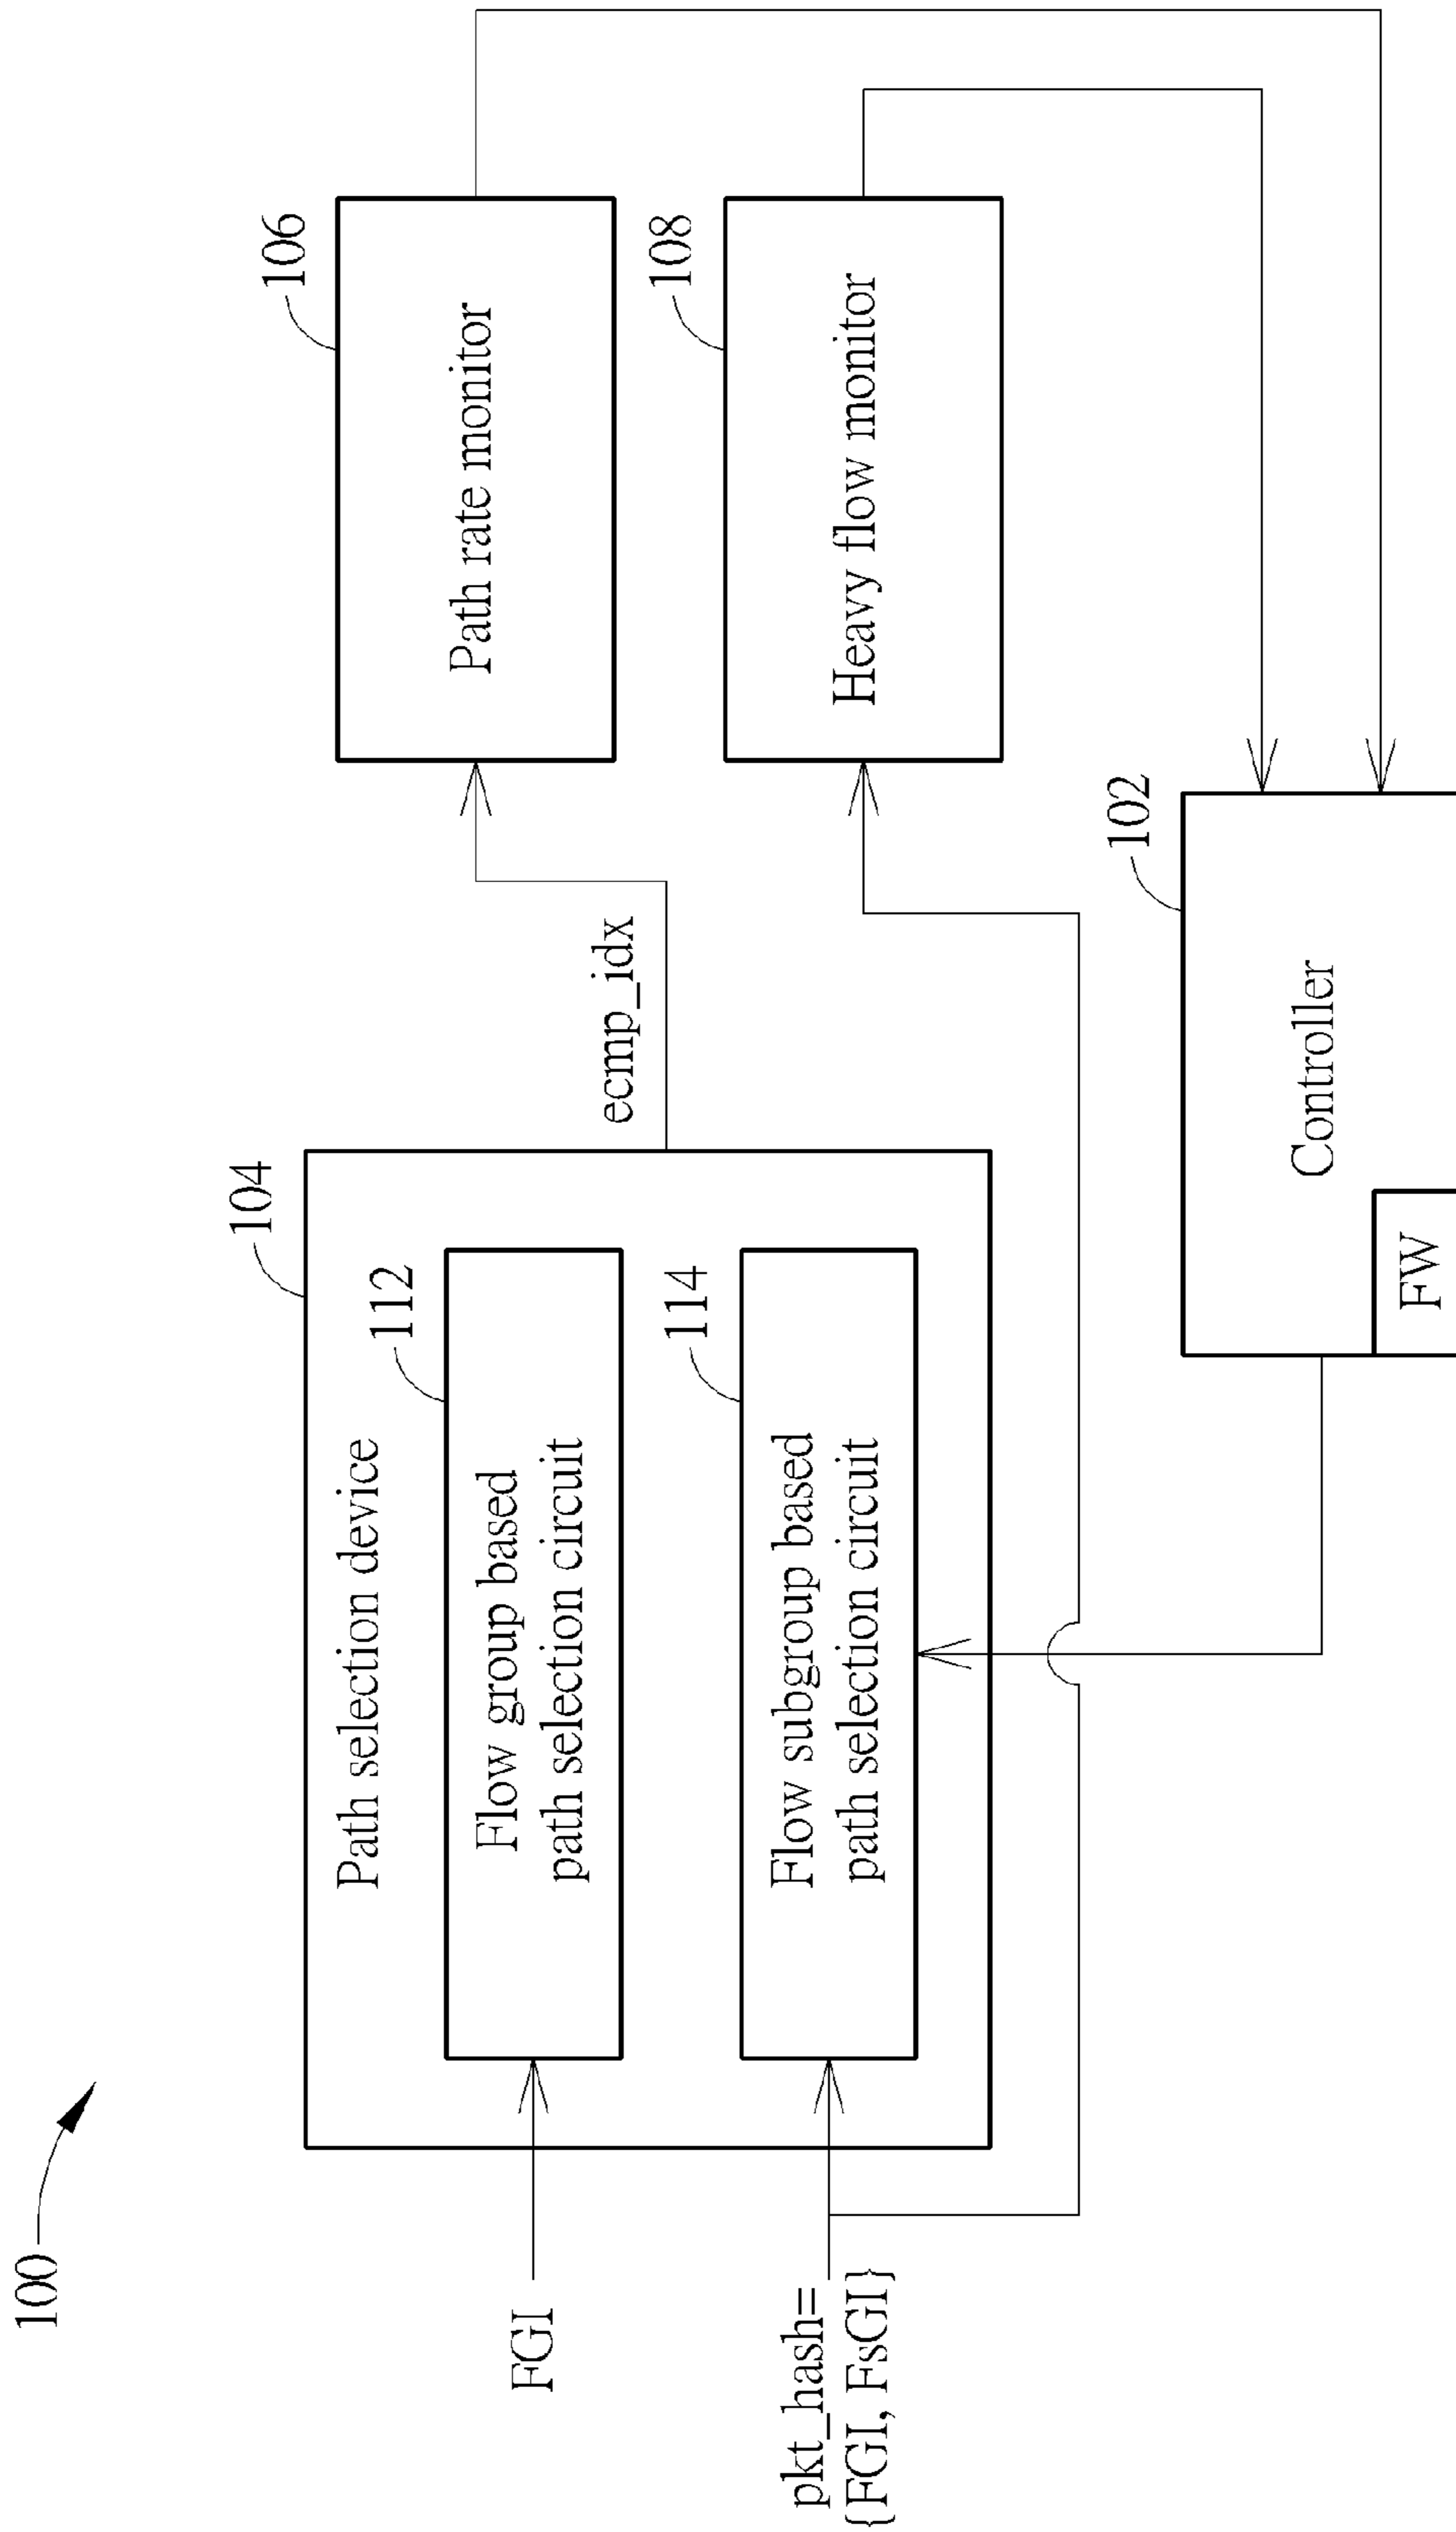 100
104
Path selection device
112
Flow group based
path selection circuit
114
Flow subgroup based
path selection circuit
FGI
pkt_hash=
{FGI, FsGI}
ecmp_idx
106
Path rate monitor
108
Heavy flow monitor
102
Controller
FW